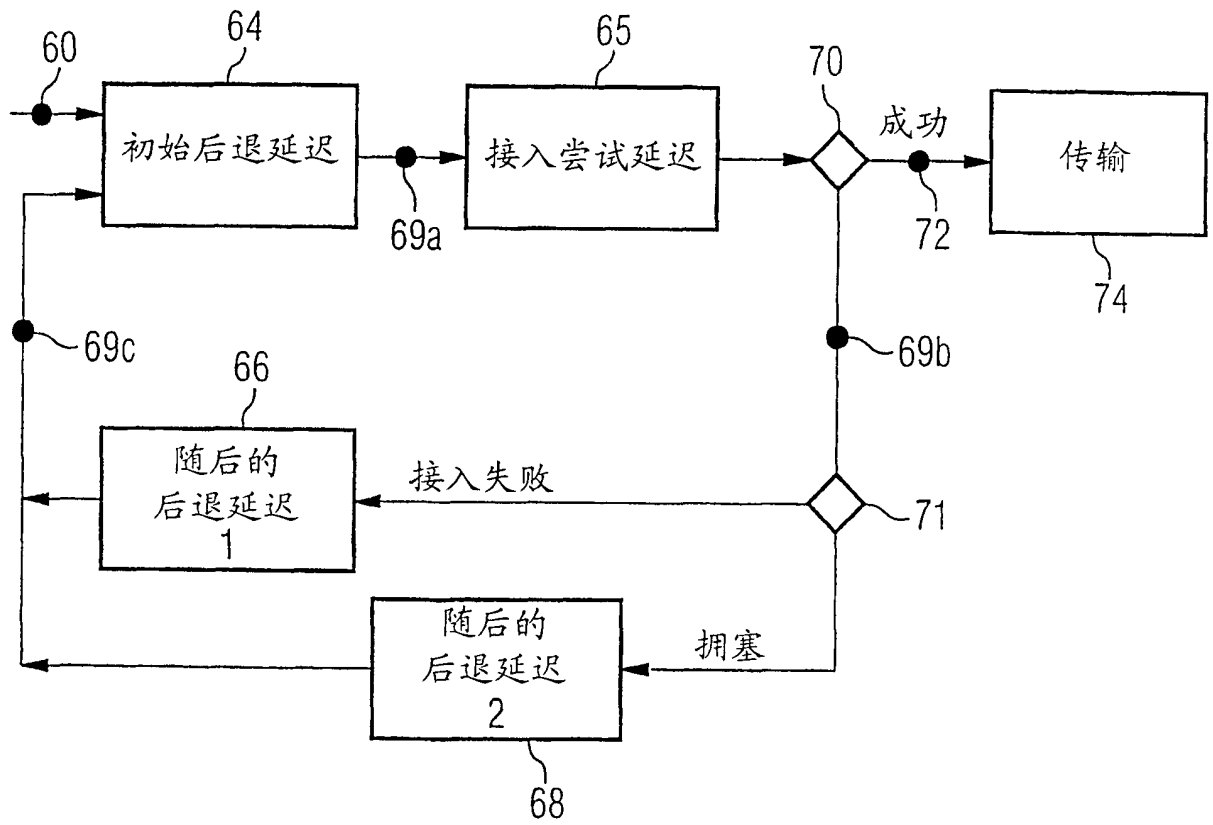 60
64
65
70
初始后退延迟
接入尝试延迟
成功
传输
69a
72
74
69c
69b
66
随后的
后退延迟
1
接入失败
71
随后的
后退延迟
2
拥塞
68